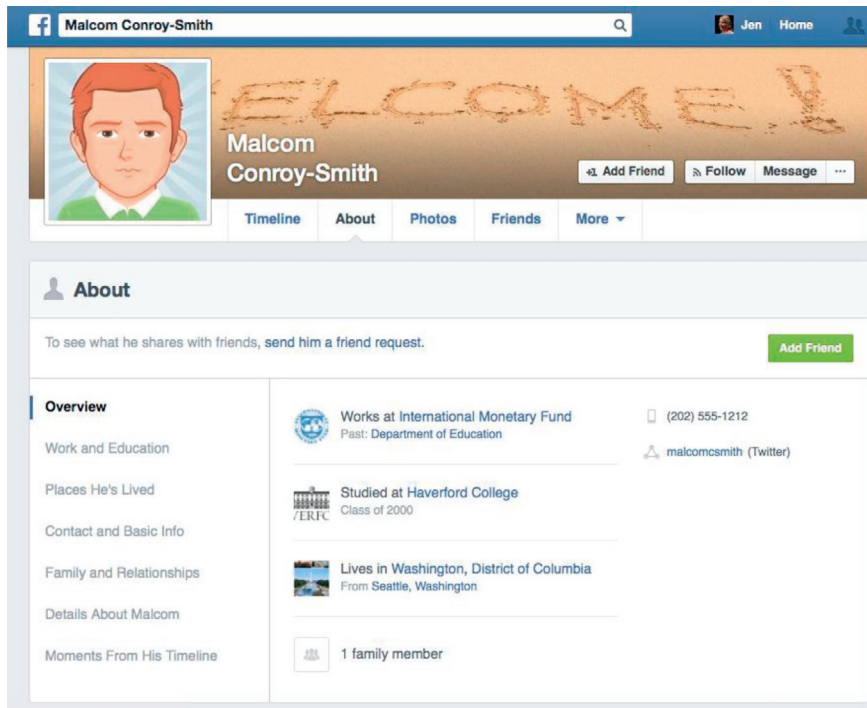 f Malcom Conroy-Smith Jen Home
WELCOME!
Malcom
Conroy-Smith
+1 Add Friend Follow Message ...
Timeline About Photos Friends More
About
To see what he shares with friends, send him a friend request. Add Friend
Overview
Work and Education
Places He's Lived
Contact and Basic Info
Family and Relationships
Details About Malcom
Moments From His Timeline
Works at International Monetary Fund
Past: Department of Education
Studied at Haverford College
Class of 2000
VERFC
Lives in Washington, District of Columbia
From Seattle, Washington
1 family member
(202) 555-1212
malcomcsmith (Twitter)